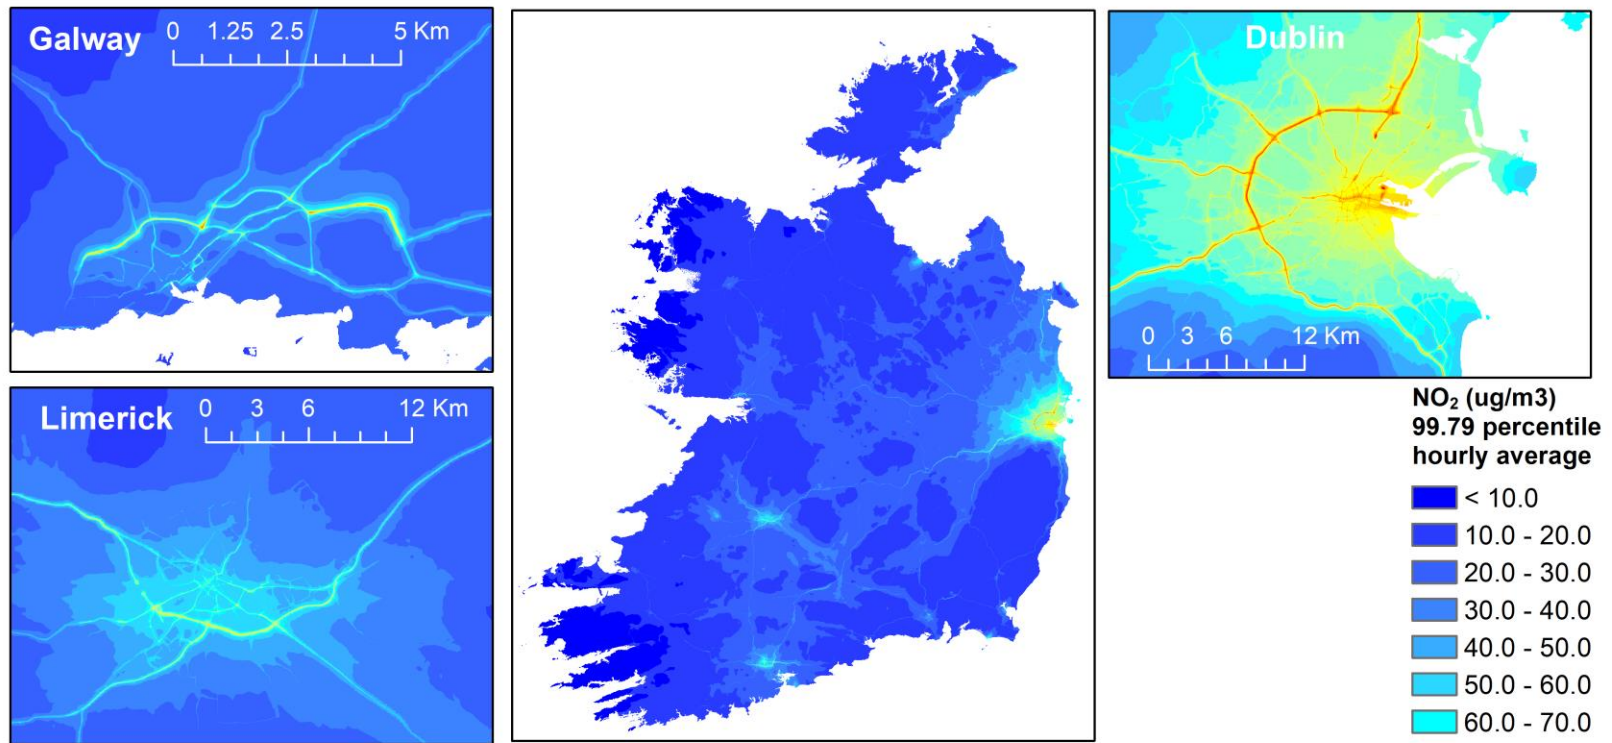 Galway
0 1.25 2.5 5 Km
Limerick
0 3 6 12 Km
Dublin
0 3 6 12 Km
NO₂ (ug/m3)
99.79 percentile
hourly average
< 10.0
10.0 - 20.0
20.0 - 30.0
30.0 - 40.0
40.0 - 50.0
50.0 - 60.0
60.0 - 70.0